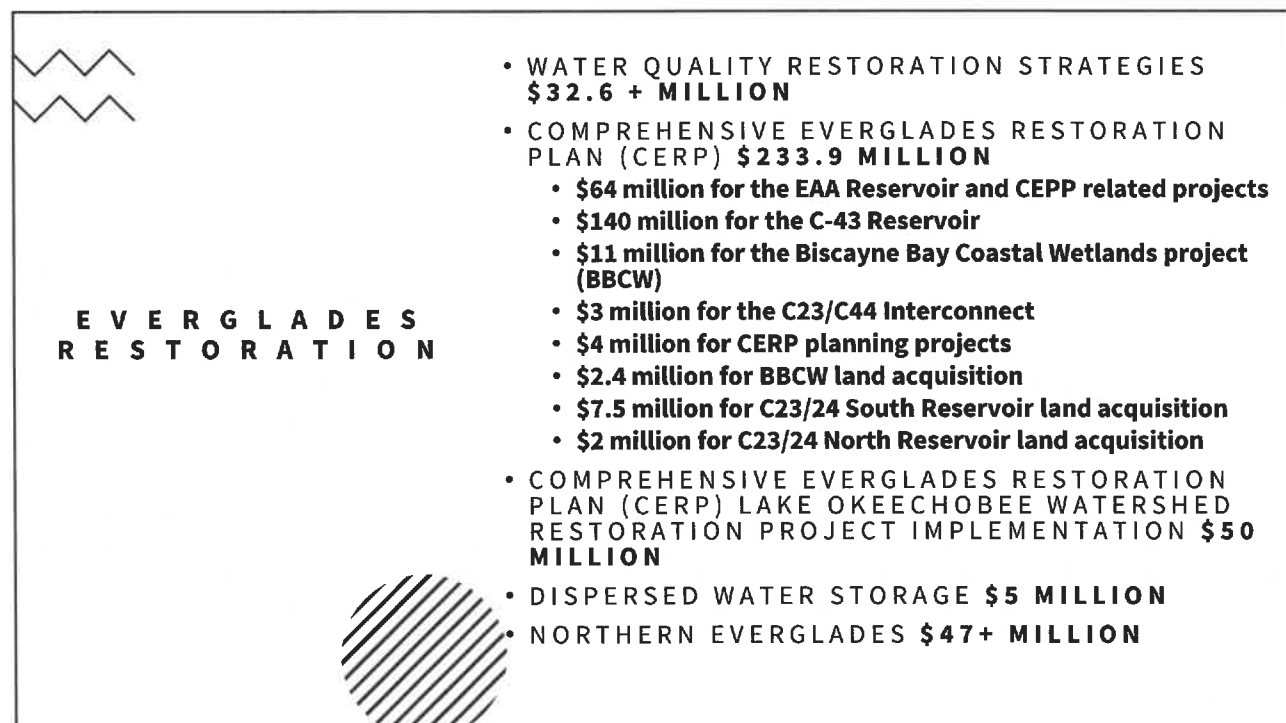 EVERGLADES
RESTORATION
• WATER QUALITY RESTORATION STRATEGIES
$32.6 + MILLION
• COMPREHENSIVE EVERGLADES RESTORATION
PLAN (CERP) $233.9 MILLION
• $64 million for the EAA Reservoir and CEPP related projects
• $140 million for the C-43 Reservoir
• $11 million for the Biscayne Bay Coastal Wetlands project
(BBCW)
• $3 million for the C23/C44 Interconnect
• $4 million for CERP planning projects
• $2.4 million for BBCW land acquisition
• $7.5 million for C23/24 South Reservoir land acquisition
• $2 million for C23/24 North Reservoir land acquisition
• COMPREHENSIVE EVERGLADES RESTORATION
PLAN (CERP) LAKE OKEECHOBEE WATERSHED
RESTORATION PROJECT IMPLEMENTATION $50
MILLION
• DISPERSED WATER STORAGE $5 MILLION
• NORTHERN EVERGLADES $47+ MILLION